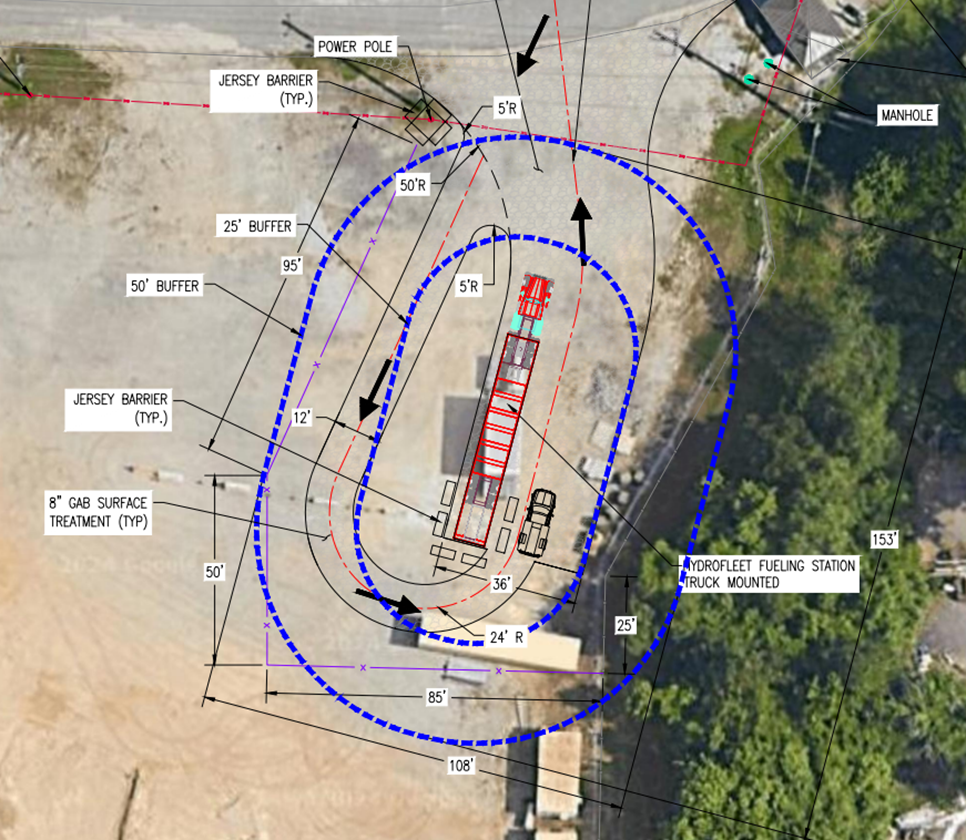 POWER POLE
JERSEY BARRIER
(TYP.)
5'R
MANHOLE
50'R
25' BUFFER
95'
50' BUFFER
5'R
JERSEY BARRIER
(TYP.)
12'
8" GAB SURFACE
TREATMENT (TYP)
153'
50'
36'
YDROFLEET FUELING STATION
TRUCK MOUNTED
25'
24' R
85'
108'